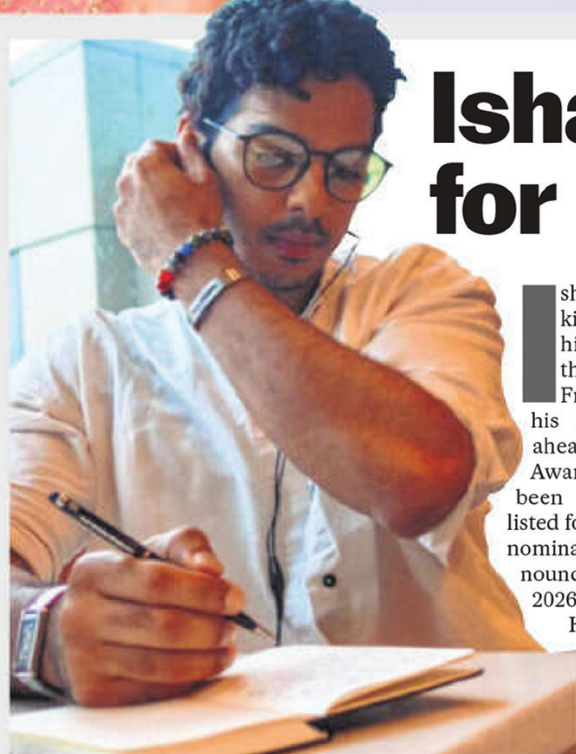 Isha
for
I
sh
ki
hi
th
Fr
his
ahea
Awar
been
listed fo
nomina
nounc
2026
H